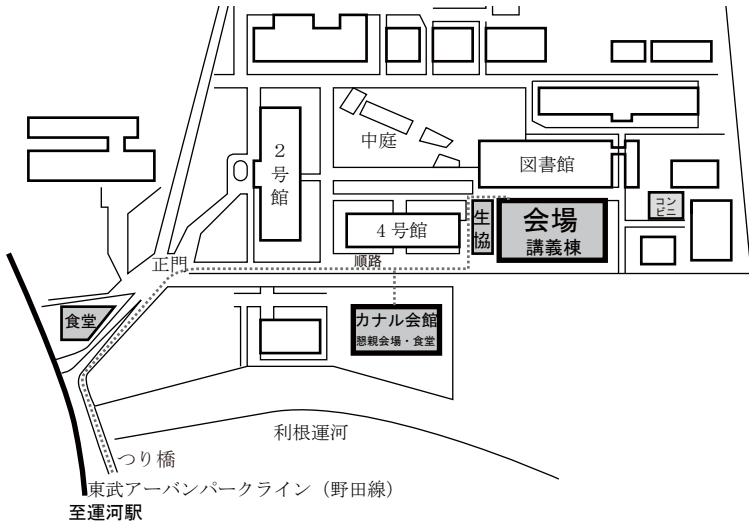 中庭
2号館
図書館
コンビニ
生協
会場
講義棟
4号館
正門
順路
食堂
カナル会館
懇親会場・食堂
利根運河
つり橋
東武アーバンパークライン（野田線）
至運河駅